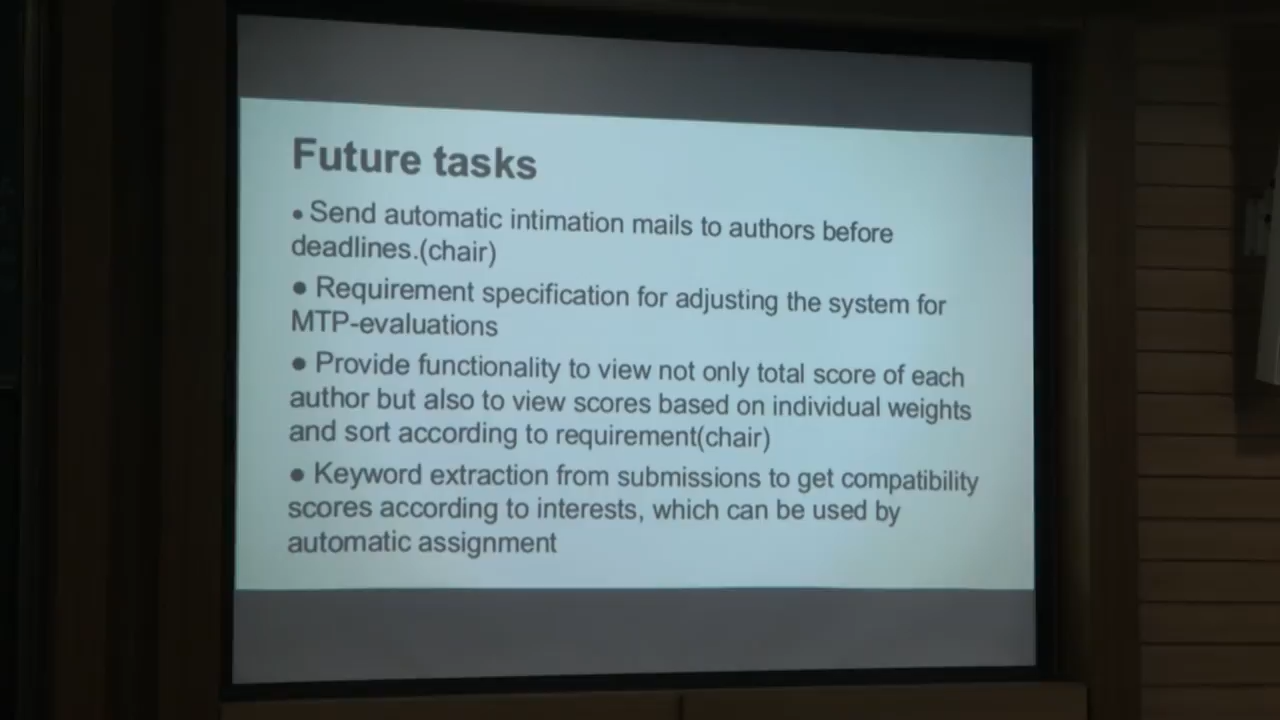 Future tasks
● Send automatic intimation mails to authors before
deadlines.(chair)
● Requirement specification for adjusting the system for
MTP-evaluations
● Provide functionality to view not only total score of each
author but also to view scores based on individual weights
and sort according to requirement(chair)
● Keyword extraction from submissions to get compatibility
scores according to interests, which can be used by
automatic assignment